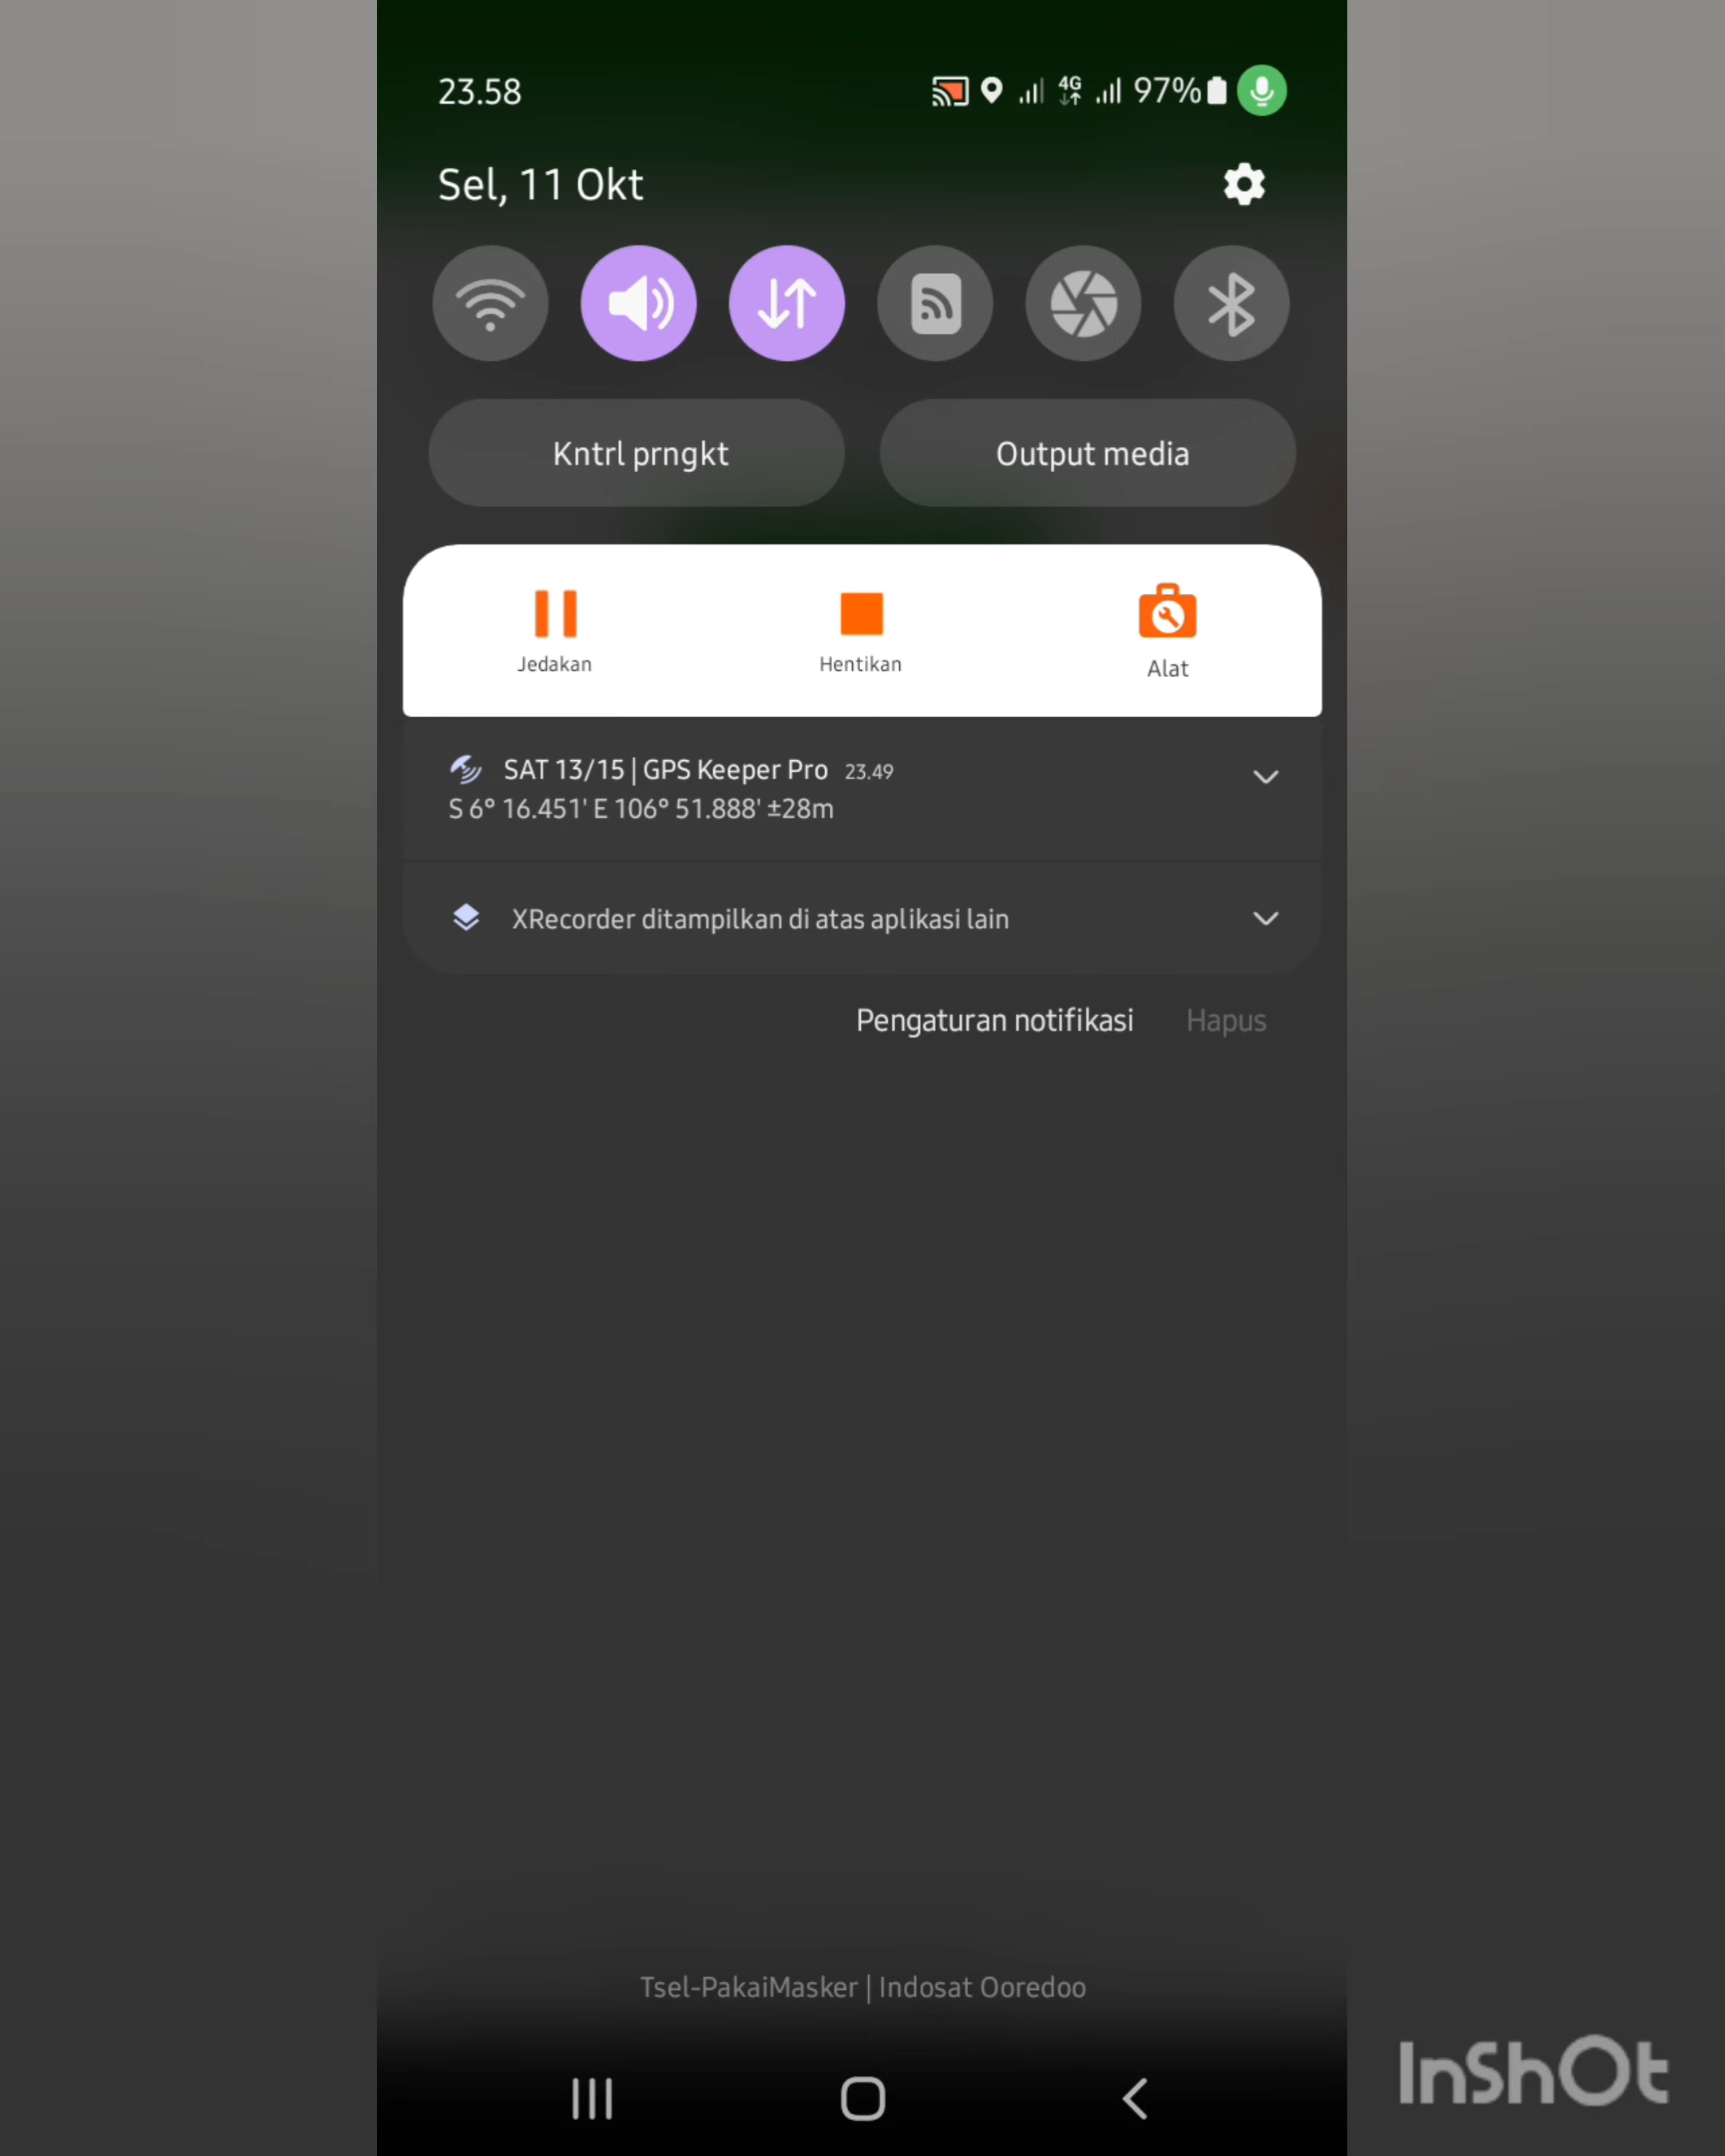 23.58
4G
97%
Sel, 11 Okt
Kntrl prngkt
Output media
Jedakan
Hentikan
Alat
SAT 13/15 | GPS Keeper Pro 23.49
S 6° 16.451' E 106° 51.888' ±28m
XRecorder ditampilkan di atas aplikasi lain
Pengaturan notifikasi
Hapus
Tsel-PakaiMasker | Indosat Ooredoo
InShOt